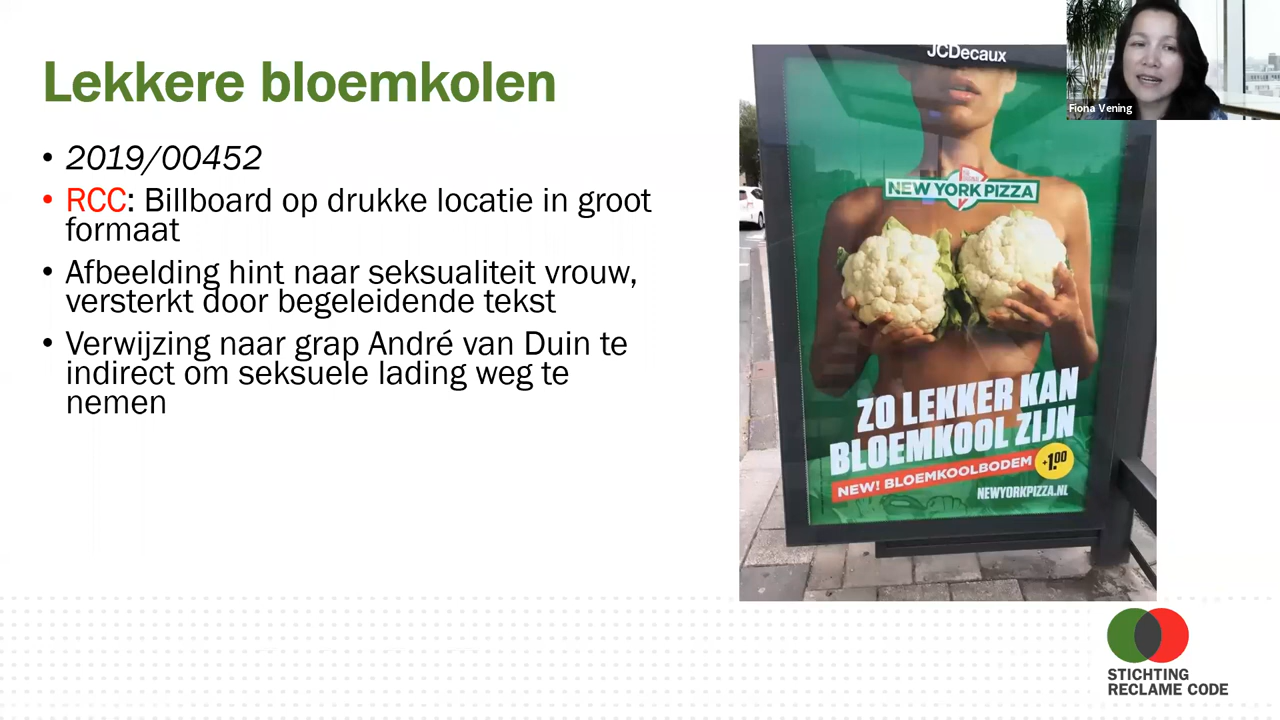 Lekkere bloemkolen
• 2019/00452
• RCC: Billboard op drukke locatie in groot
formaat
• Afbeelding hint naar seksualiteit vrouw,
versterkt door begeleidende tekst
• Verwijzing naar grap André van Duin te
indirect om seksuele lading weg te
nemen
JCDecaux
Fiona Vening
NEW YORK PIZZA
ZO LEKKER KAN
BLOEMKOOL ZIJN
NEW! BLOEMKOOLBODEM +1.00
NEWYORKPIZZA.NL
STICHTING
RECLAME CODE